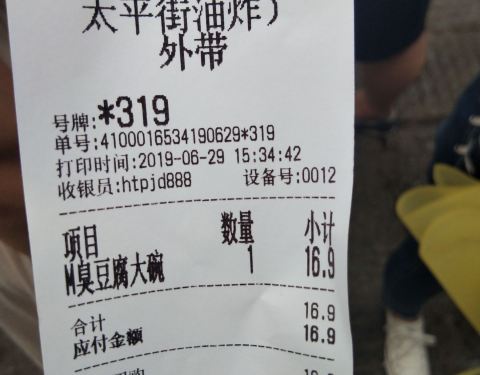 太平街油炸)
外带
号牌:*319
单号:4100016534190629*319
打印时间:2019-06-29 15:34:42
收银员:htpjd888 设备号:0012
项目 数量 小计
M臭豆腐大碗 1 16.9
合计 16.9
应付金额 16.9